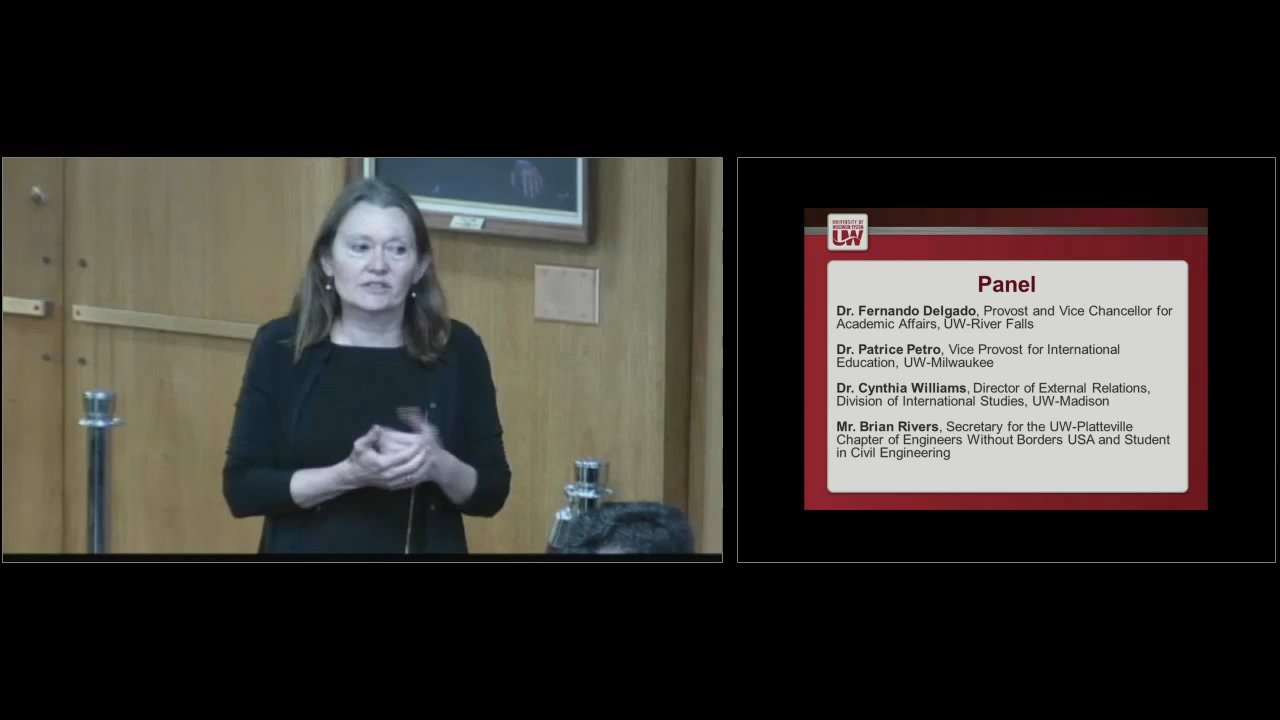 UNIVERSITY OF
WISCONSIN SYSTEM
UW
Panel
Dr. Fernando Delgado, Provost and Vice Chancellor for
Academic Affairs, UW-River Falls
Dr. Patrice Petro, Vice Provost for International
Education, UW-Milwaukee
Dr. Cynthia Williams, Director of External Relations,
Division of International Studies, UW-Madison
Mr. Brian Rivers, Secretary for the UW-Platteville
Chapter of Engineers Without Borders USA and Student
in Civil Engineering